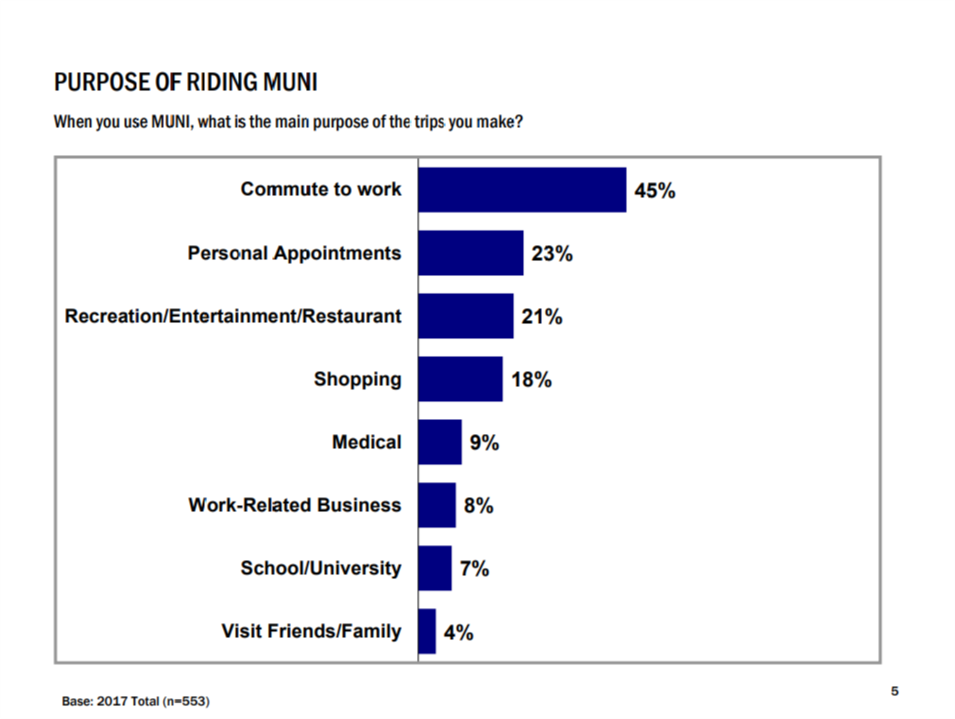 PURPOSE OF RIDING MUNI
When you use MUNI, what is the main purpose of the trips you make?
Commute to work 45%
Personal Appointments 23%
Recreation/Entertainment/Restaurant 21%
Shopping 18%
Medical 9%
Work-Related Business 8%
School/University 7%
Visit Friends/Family 4%
5
Base: 2017 Total (n=553)